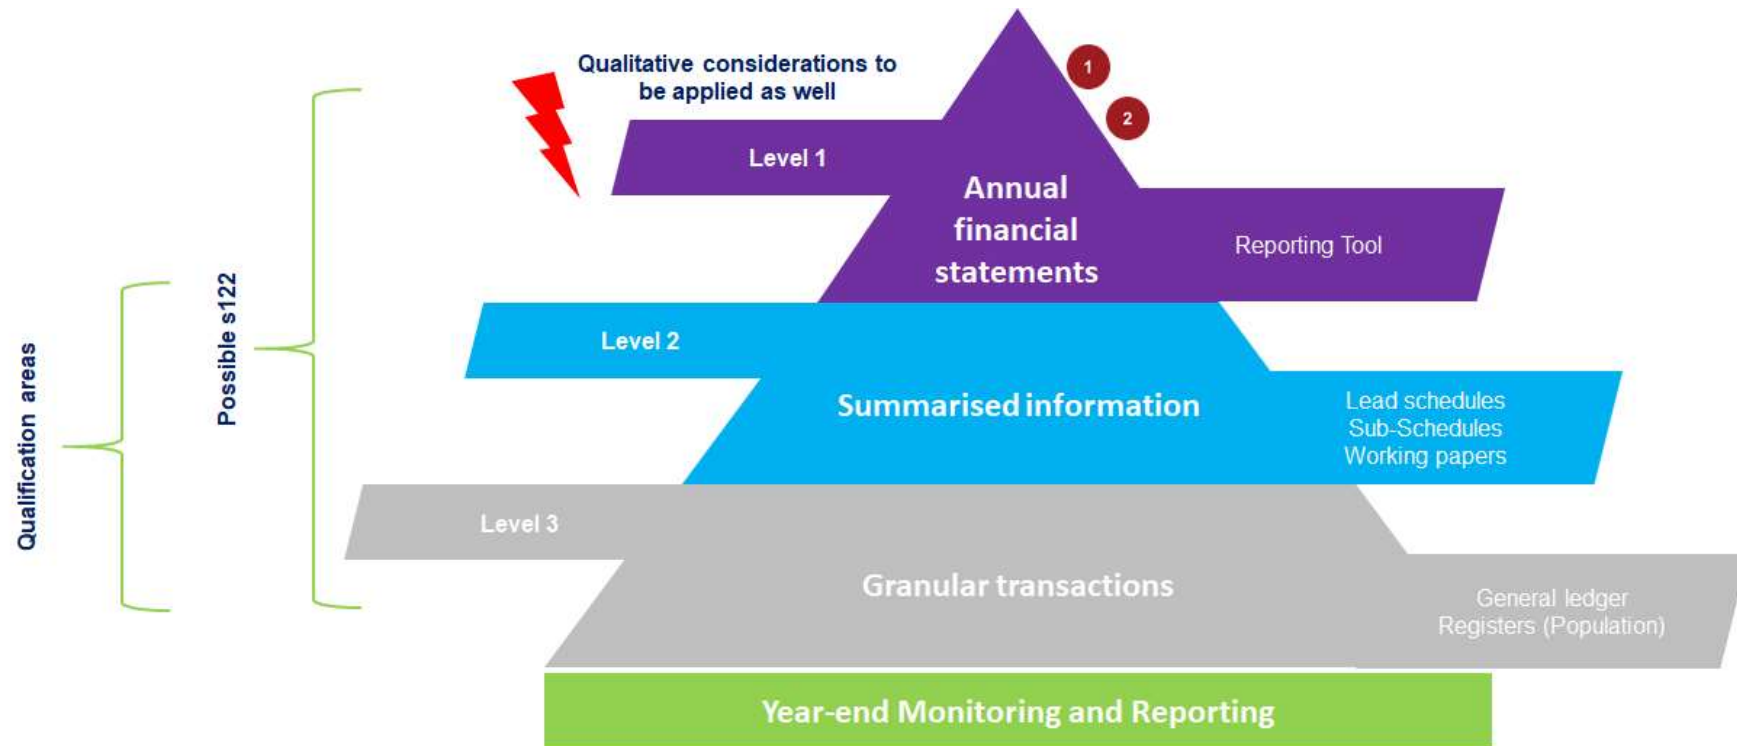 Qualitative considerations to
be applied as well
1
2
Level 1
Annual
financial
statements
Reporting Tool
Possible s122
Qualification areas
Level 2
Summarised information
Lead schedules
Sub-Schedules
Working papers
Level 3
Granular transactions
General ledger
Registers (Population)
Year-end Monitoring and Reporting